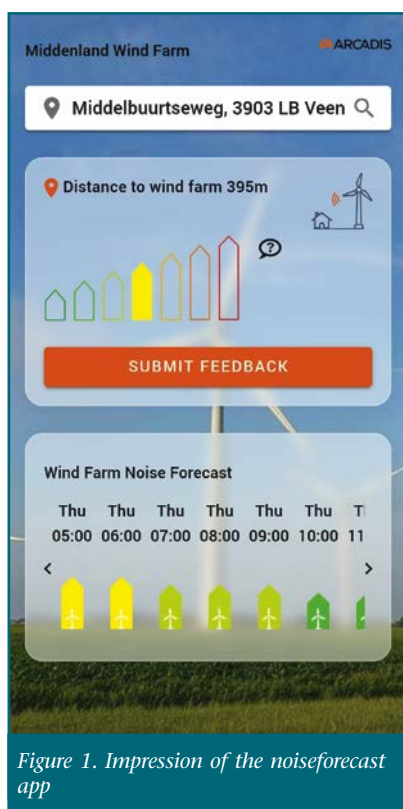 Middenland Wind Farm
ARCADIS
Middelbuurtseweg, 3903 LB Veen
Distance to wind farm 395m
?
SUBMIT FEEDBACK
Wind Farm Noise Forecast
Thu Thu Thu Thu Thu Thu T
05:00 06:00 07:00 08:00 09:00 10:00 11
< >
Figure 1. Impression of the noiseforecast
app